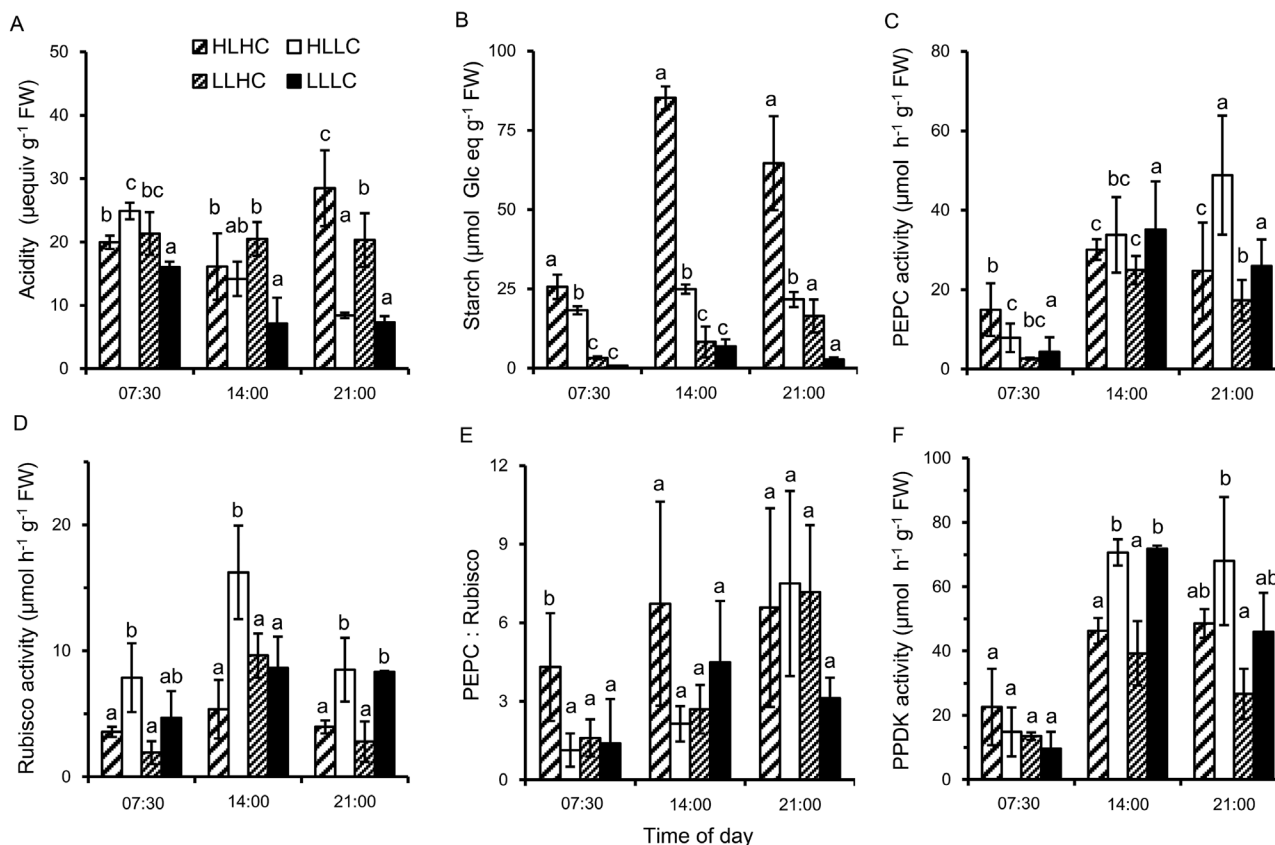 A
HLHC HLLC
LLHC LLLC
Acidity (µequiv g⁻¹ FW)
50
40
30
20
10
0
b c bc a
b ab b a
c a b a
07:30 14:00 21:00
B
Starch (µmol Glc eq g⁻¹ FW)
100
75
50
25
0
a b c c
a b c c
a b a a
07:30 14:00 21:00
C
PEPC activity (µmol h⁻¹ g⁻¹ FW)
80
60
40
20
0
b c bc a
c bc c a
c a b a
07:30 14:00 21:00
D
Rubisco activity (µmol h⁻¹ g⁻¹ FW)
20
10
0
a b a ab
a b a a
a b a b
07:30 14:00 21:00
E
PEPC : Rubisco
12
9
6
3
0
b a a a
a a a a
a a a a
07:30 14:00 21:00
Time of day
F
PPDK activity (µmol h⁻¹ g⁻¹ FW)
100
80
60
40
20
0
a a a a
a b a b
ab b a ab
07:30 14:00 21:00